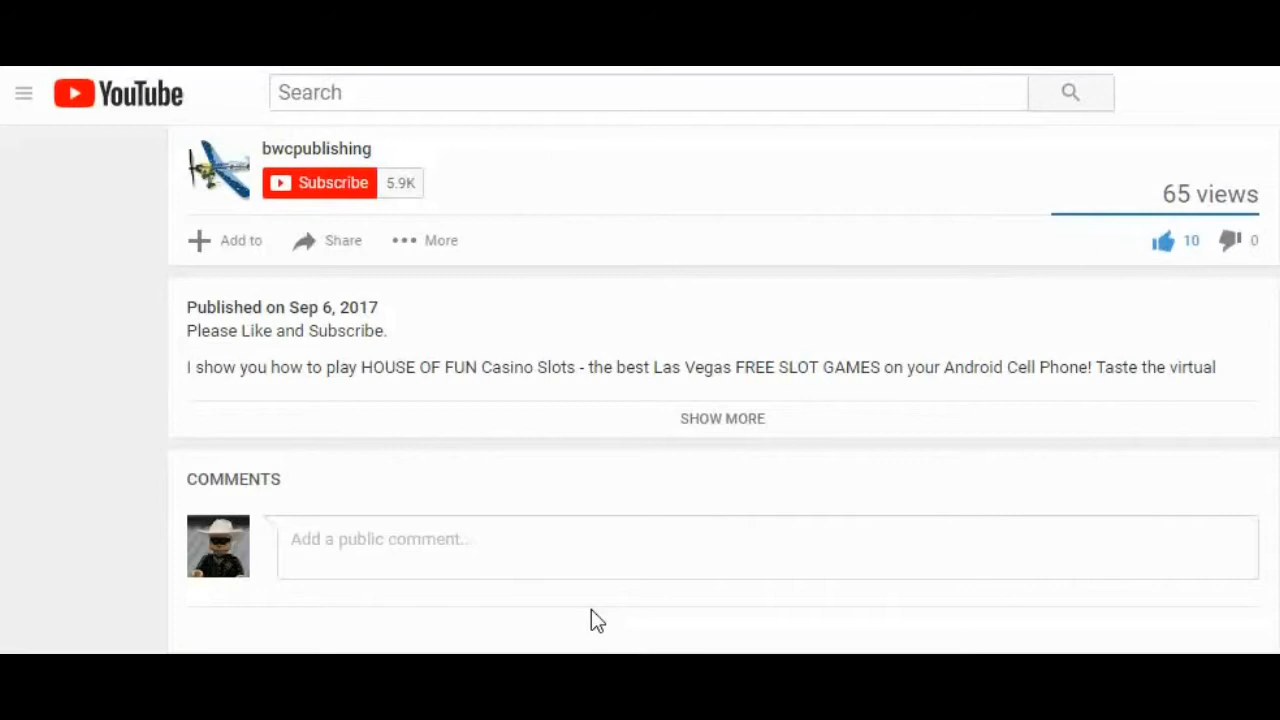 YouTube
Search
bwcpublishing
Subscribe 5.9K
65 views
Add to Share More 10 0
Published on Sep 6, 2017
Please Like and Subscribe.
I show you how to play HOUSE OF FUN Casino Slots - the best Las Vegas FREE SLOT GAMES on your Android Cell Phone! Taste the virtual
SHOW MORE
COMMENTS
Add a public comment...